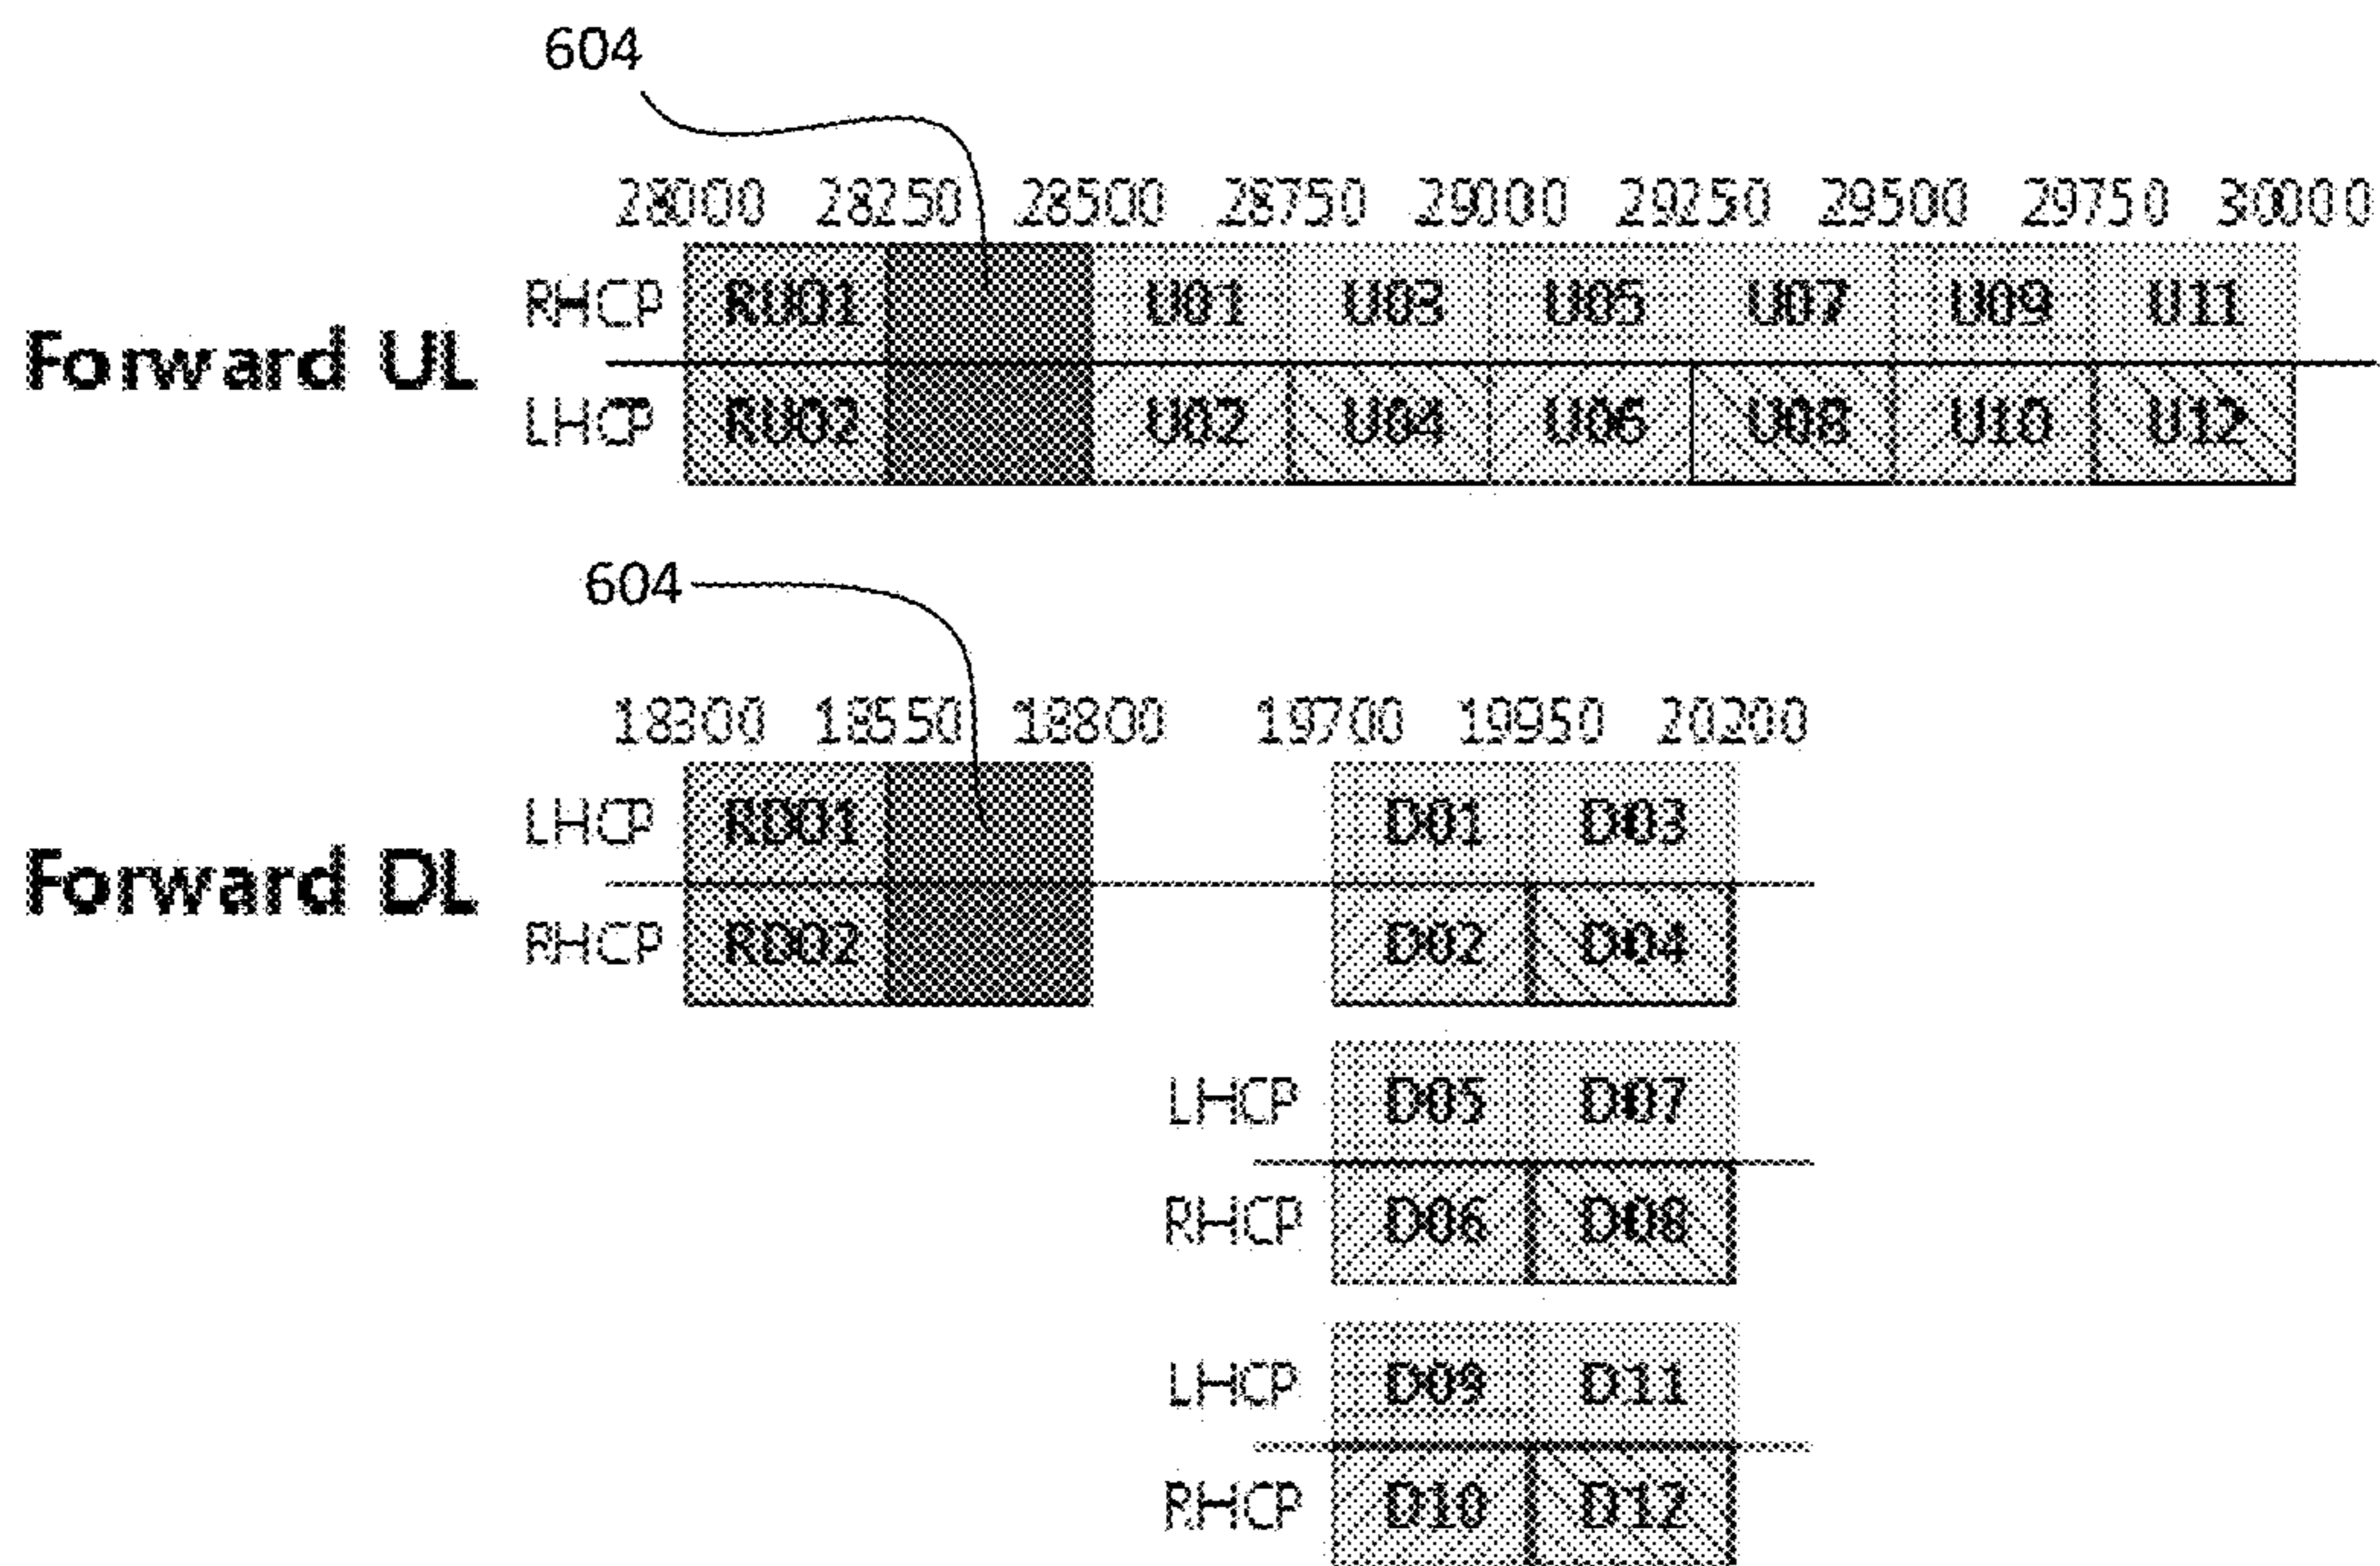 604
28000 28250 28500 28750 29000 29250 29500 29750 30000
RHCP RU01 U01 U03 U05 U07 U09 U11
Forward UL
LHCP RU02 U02 U04 U06 U08 U10 U12
604
18300 18550 18800 19700 19950 20200
LHCP RD01 D01 D03
Forward DL
RHCP RD02 D02 D04
LHCP D05 D07
RHCP D06 D08
LHCP D09 D11
RHCP D10 D12